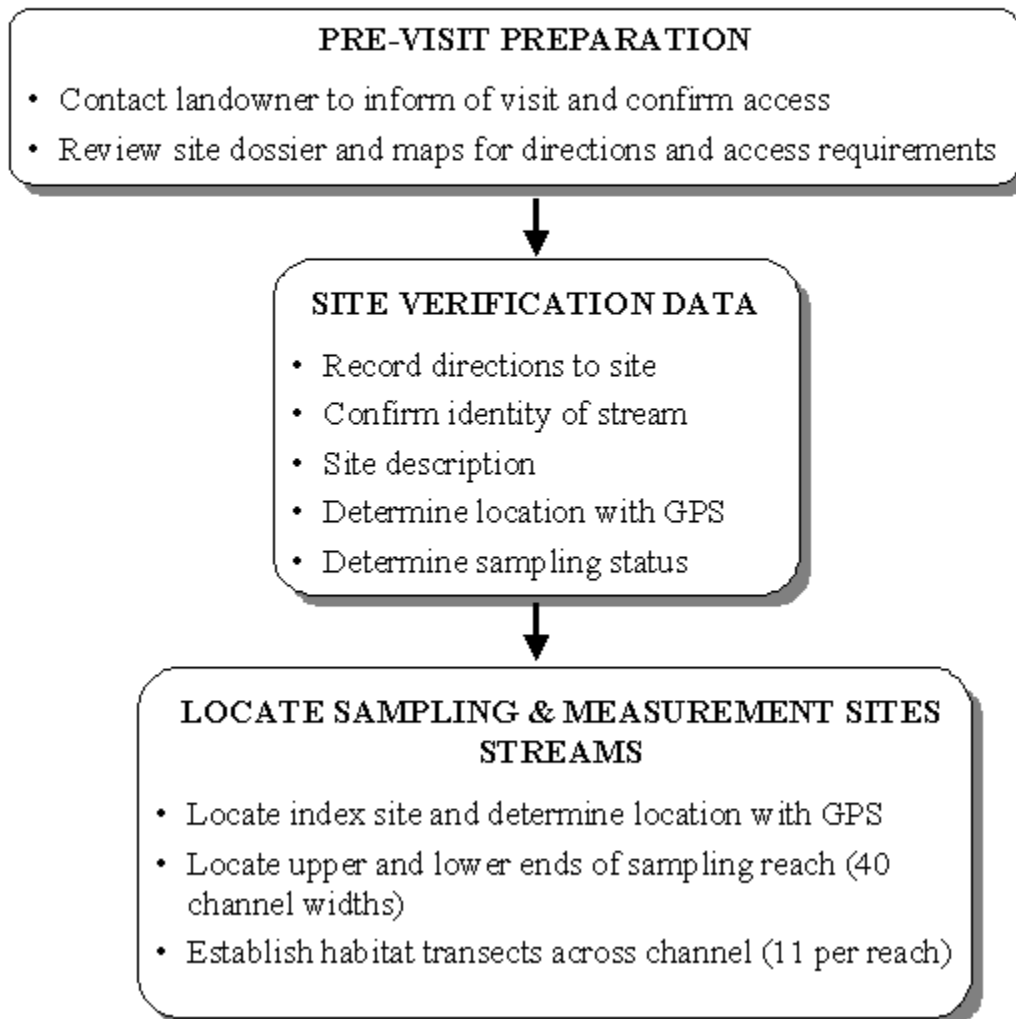 PRE-VISIT PREPARATION
• Contact landowner to inform of visit and confirm access
• Review site dossier and maps for directions and access requirements
SITE VERIFICATION DATA
• Record directions to site
• Confirm identity of stream
• Site description
• Determine location with GPS
• Determine sampling status
LOCATE SAMPLING & MEASUREMENT SITES
STREAMS
• Locate index site and determine location with GPS
• Locate upper and lower ends of sampling reach (40
channel widths)
• Establish habitat transects across channel (11 per reach)